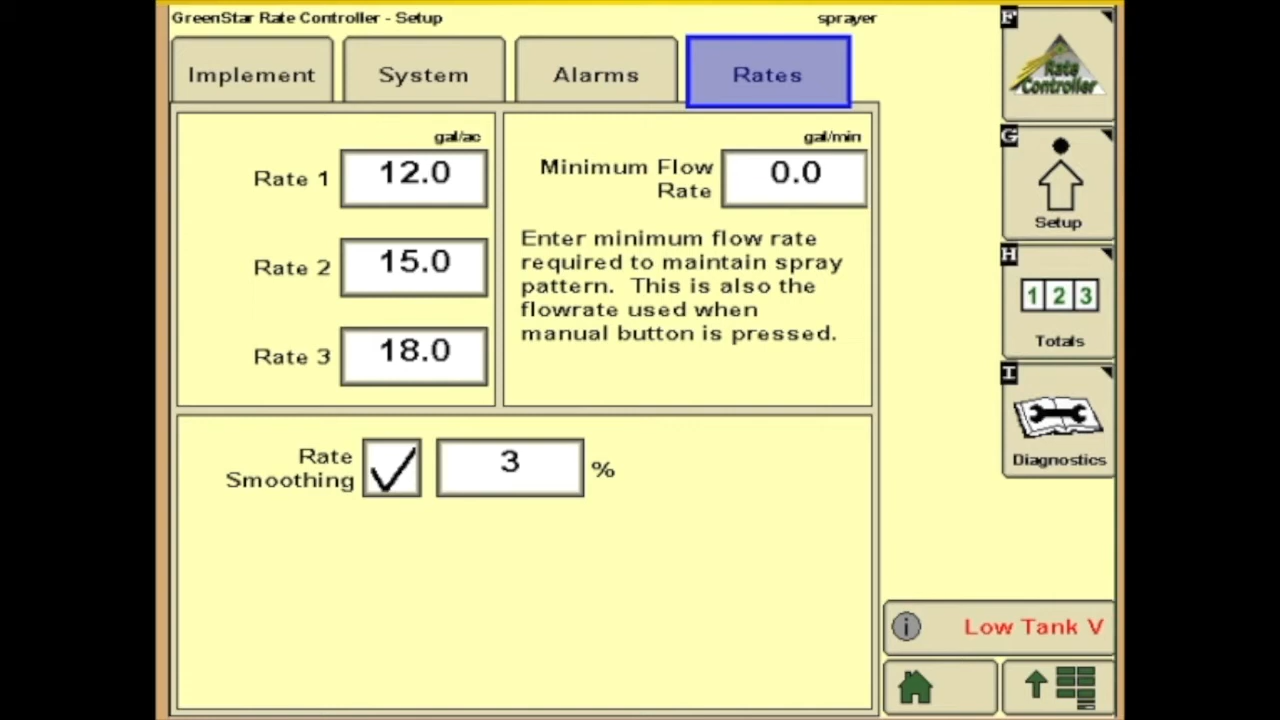 GreenStar Rate Controller - Setup
sprayer
Implement
System
Alarms
Rates
gal/ac
Rate 1
12.0
Rate 2
15.0
Rate 3
18.0
gal/min
Minimum Flow
Rate
0.0
Enter minimum flow rate
required to maintain spray
pattern. This is also the
flowrate used when
manual button is pressed.
Rate
Smoothing
3
%
F
Rate
Controller
G
Setup
H
1 2 3
Totals
I
Diagnostics
i
Low Tank V